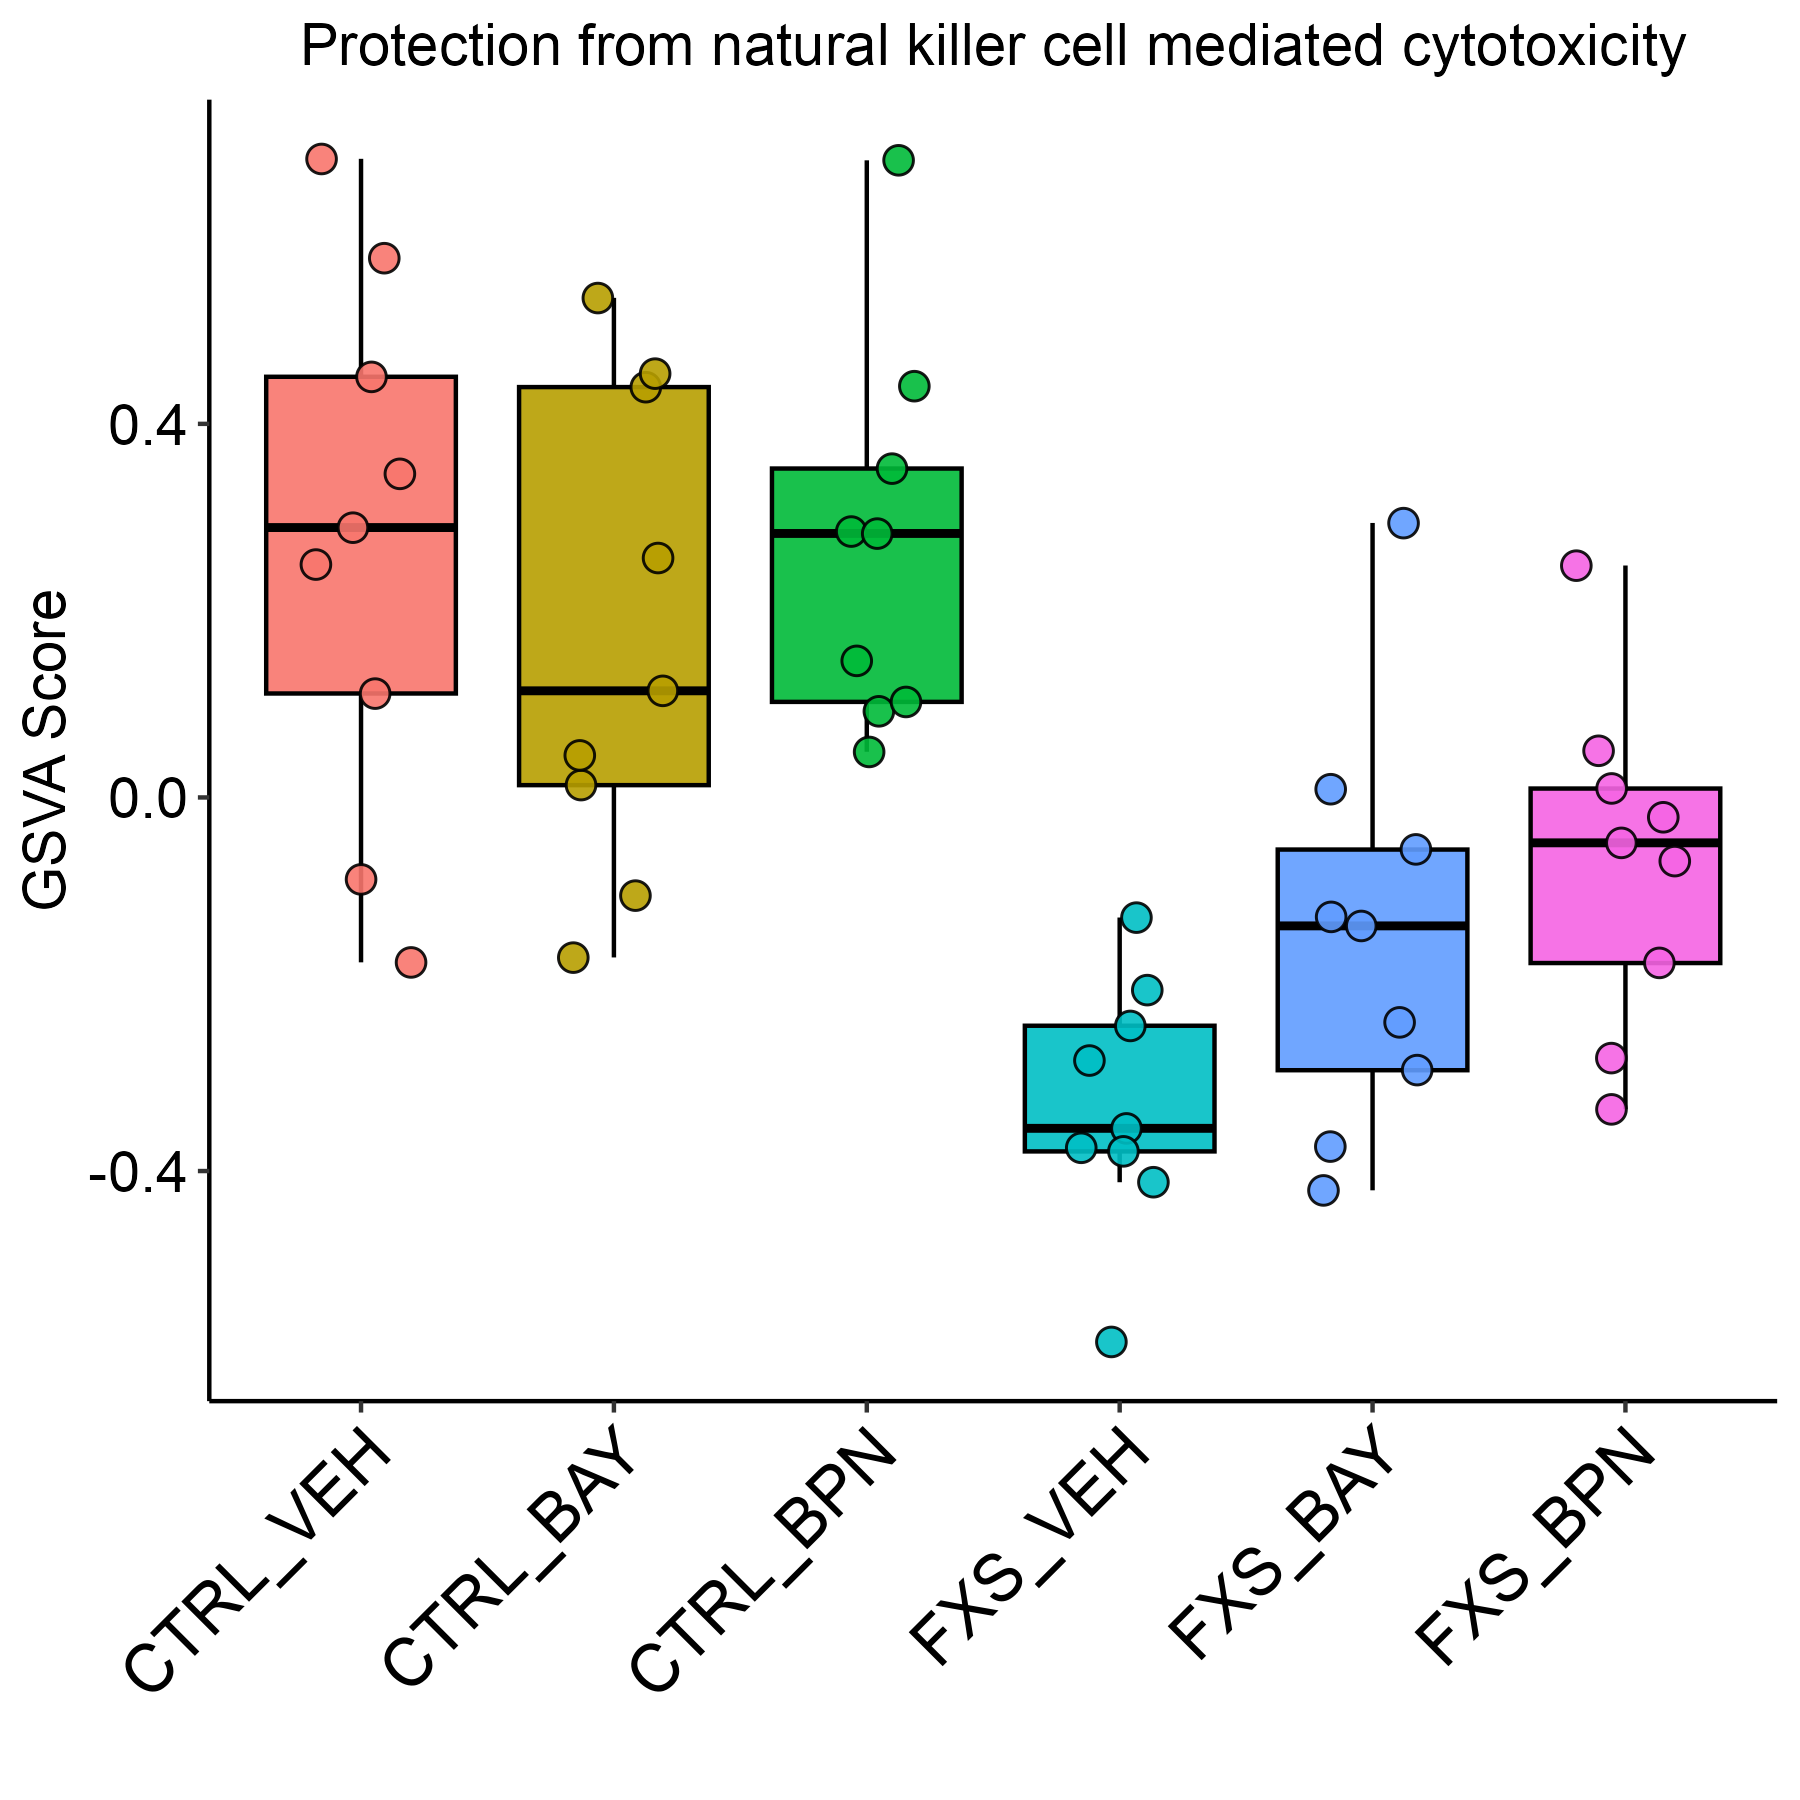 Protection from natural killer cell mediated cytotoxicity
GSVA Score
0.4
0.0
-0.4
CTRL_VEH
CTRL_BAY
CTRL_BPN
FXS_VEH
FXS_BAY
FXS_BPN